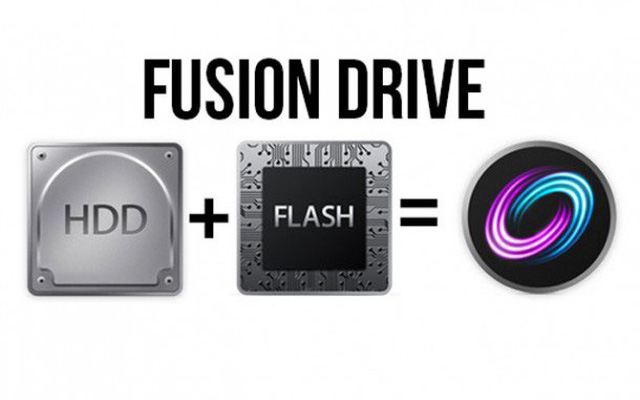 FUSION DRIVE
HDD + FLASH =